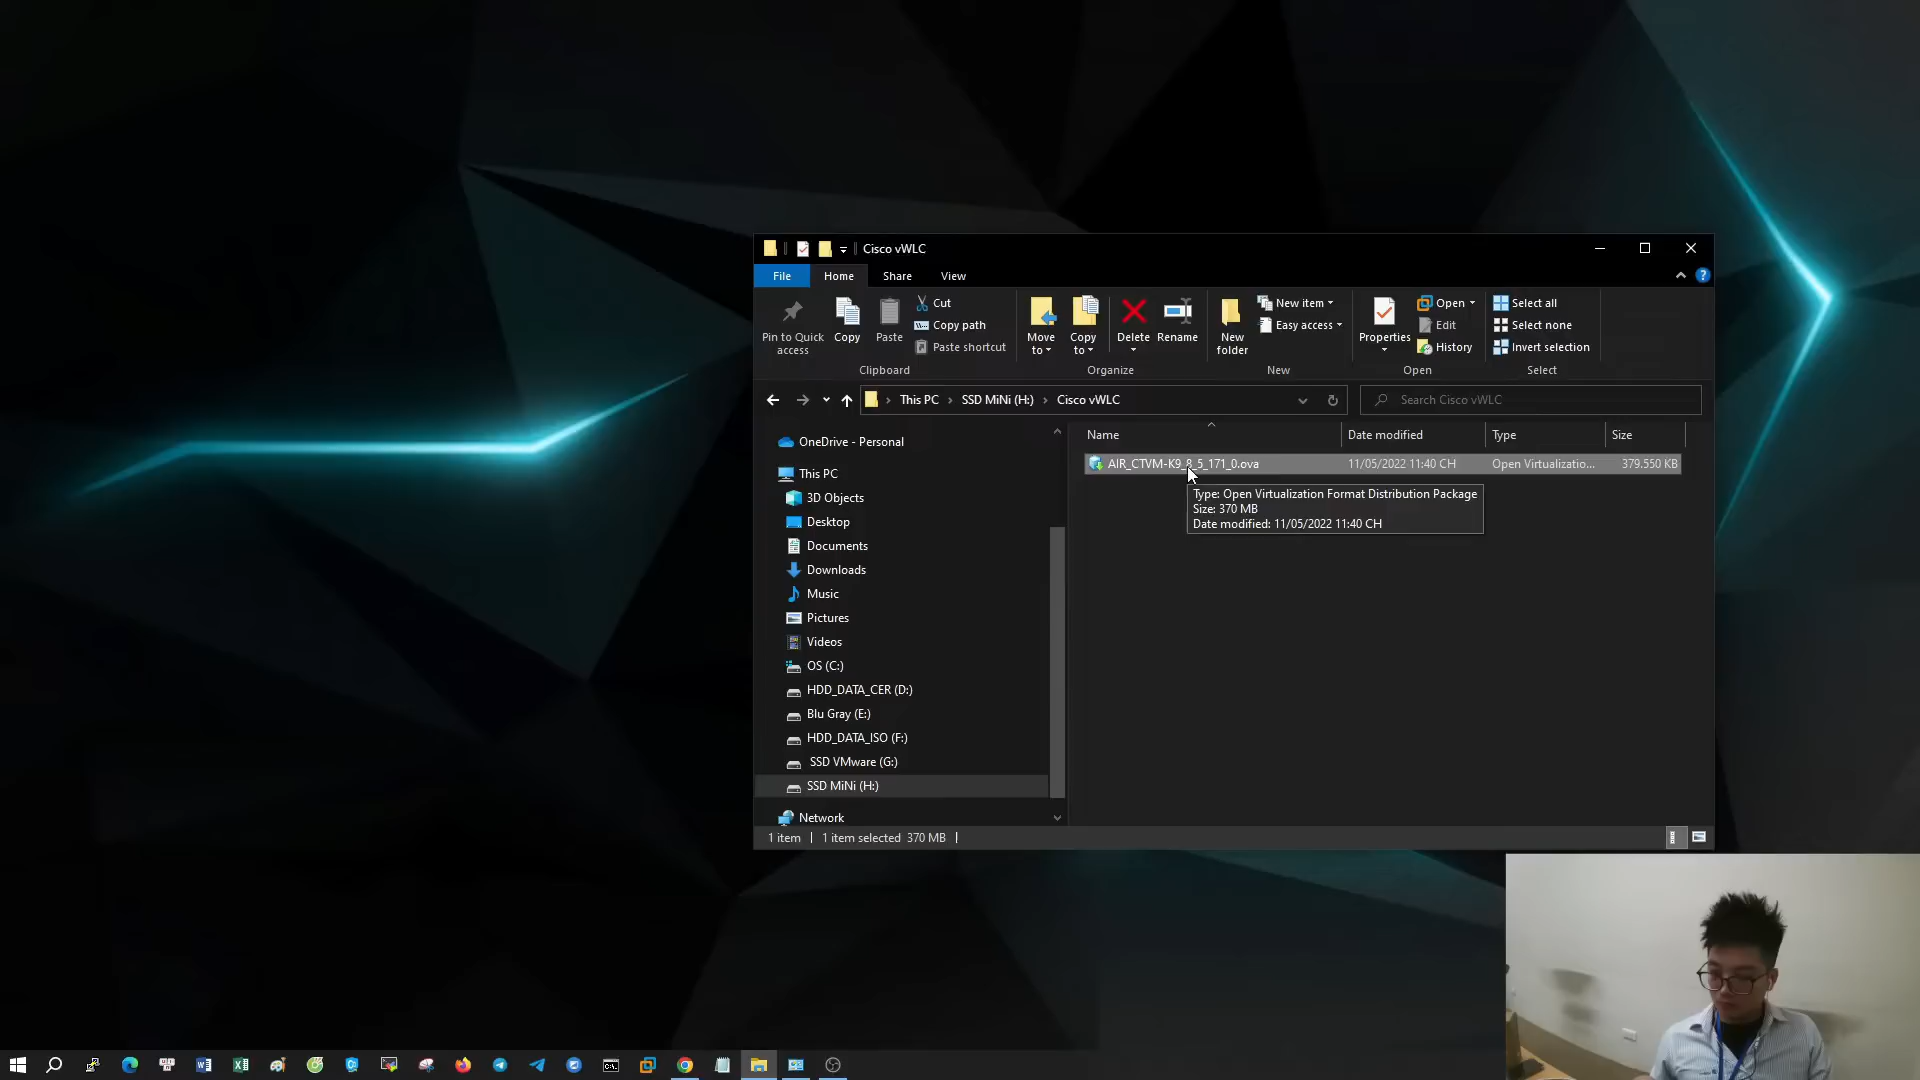 Cisco vWLC
File Home Share View
Pin to Quick access
Copy
Paste
Cut
Copy path
Paste shortcut
Clipboard
Move to
Copy to
Delete
Rename
Organize
New folder
New item
Easy access
New
Properties
Open
Edit
History
Open
Select all
Select none
Invert selection
Select
This PC > SSD MiNi (H:) > Cisco vWLC
Search Cisco vWLC
OneDrive - Personal
This PC
3D Objects
Desktop
Documents
Downloads
Music
Pictures
Videos
OS (C:)
HDD_DATA_CER (D:)
Blu Gray (E:)
HDD_DATA_ISO (F:)
SSD VMware (G:)
SSD MiNi (H:)
Network
Name Date modified Type Size
AIR_CTVM-K9_8_5_171_0.ova 11/05/2022 11:40 CH Open Virtualizatio... 379.550 KB
Type: Open Virtualization Format Distribution Package
Size: 370 MB
Date modified: 11/05/2022 11:40 CH
1 item 1 item selected 370 MB